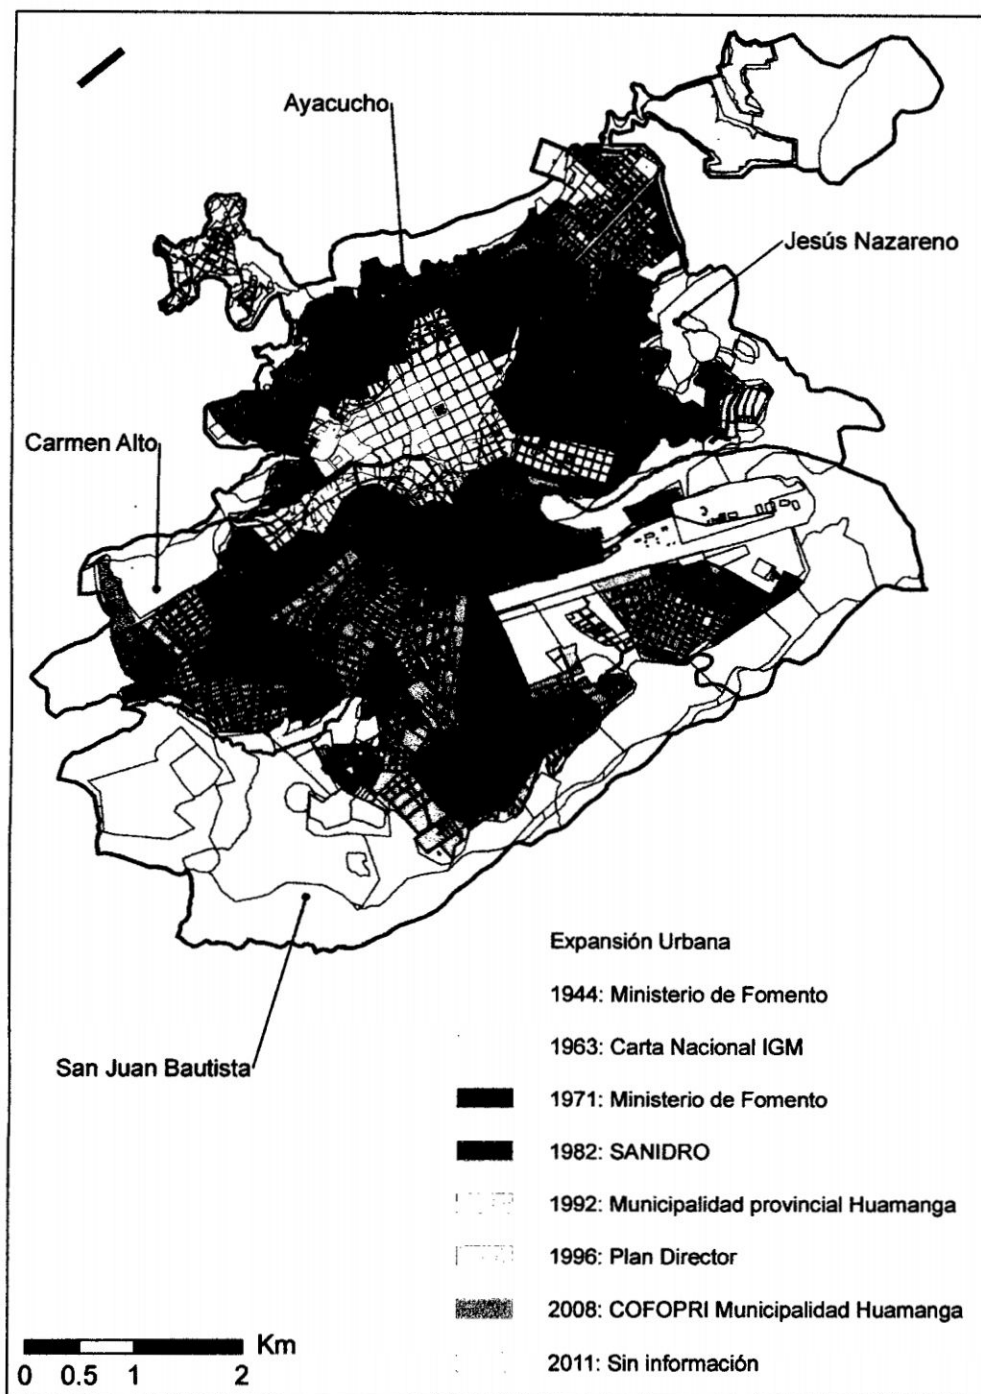 Ayacucho
Jesús Nazareno
Carmen Alto
San Juan Bautista
Expansión Urbana
1944: Ministerio de Fomento
1963: Carta Nacional IGM
1971: Ministerio de Fomento
1982: SANIDRO
1992: Municipalidad provincial Huamanga
1996: Plan Director
2008: COFOPRI Municipalidad Huamanga
2011: Sin información
Km
0 0.5 1 2